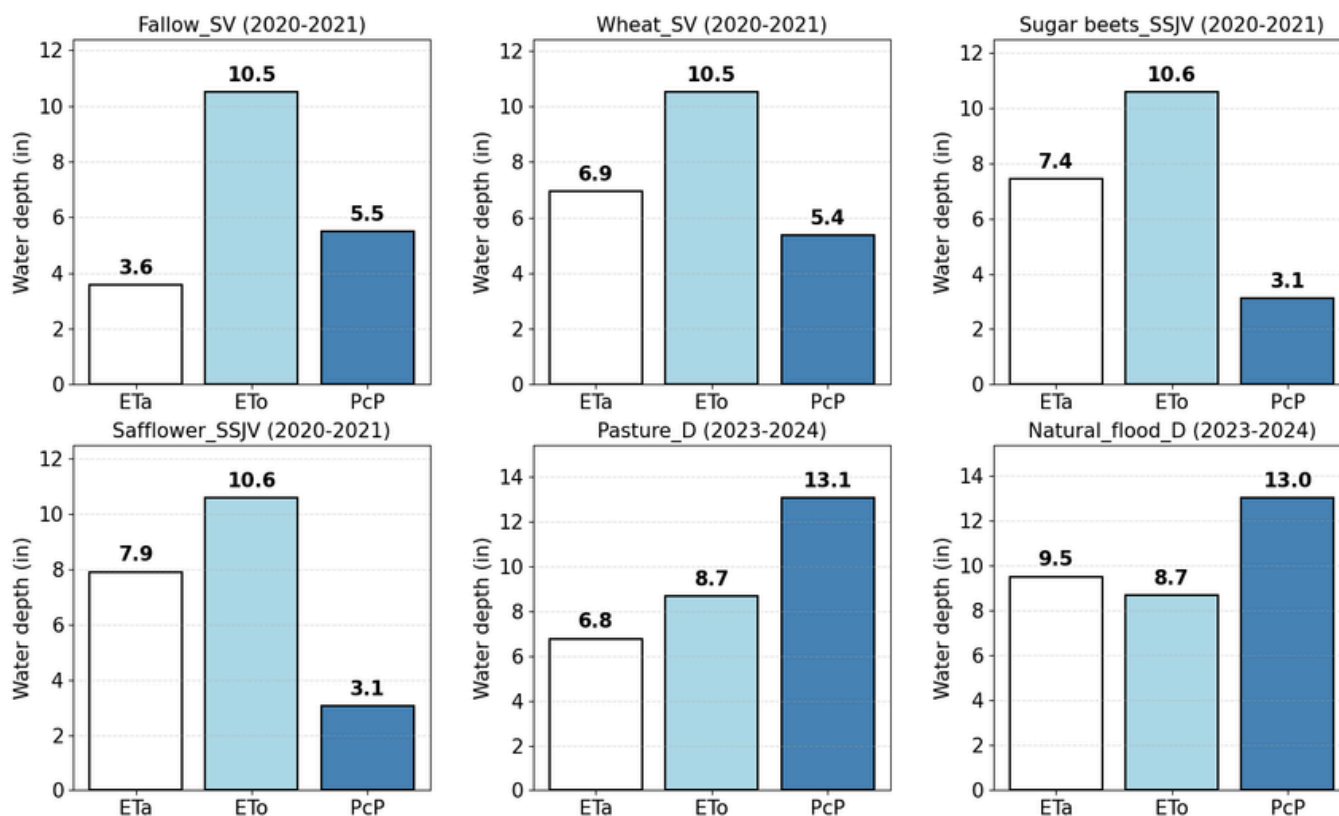 Fallow_SV (2020-2021)
Water depth (in)
12
10
8
6
4
2
0
3.6
10.5
5.5
ETa
ETo
PcP
Wheat_SV (2020-2021)
Water depth (in)
12
10
8
6
4
2
0
6.9
10.5
5.4
ETa
ETo
PcP
Sugar beets_SSJV (2020-2021)
Water depth (in)
12
10
8
6
4
2
0
7.4
10.6
3.1
ETa
ETo
PcP
Safflower_SSJV (2020-2021)
Water depth (in)
12
10
8
6
4
2
0
7.9
10.6
3.1
ETa
ETo
PcP
Pasture_D (2023-2024)
Water depth (in)
14
12
10
8
6
4
2
0
6.8
8.7
13.1
ETa
ETo
PcP
Natural_flood_D (2023-2024)
Water depth (in)
14
12
10
8
6
4
2
0
9.5
8.7
13.0
ETa
ETo
PcP